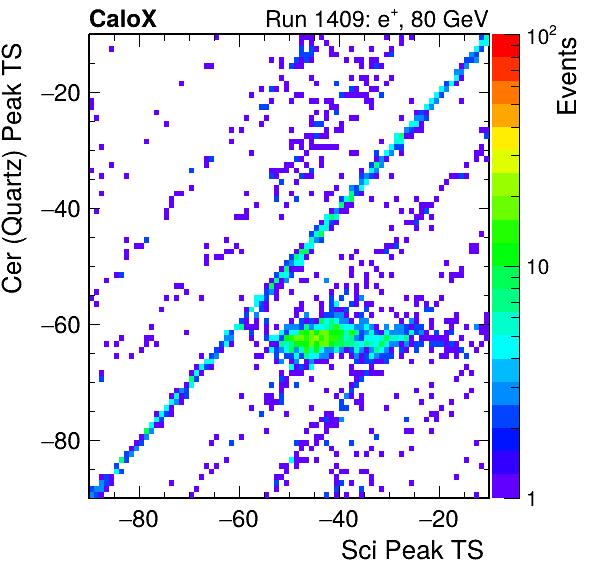 CaloX
Run 1409: e⁺, 80 GeV
Cer (Quartz) Peak TS
−20
−40
−60
−80
−80
−60
−40
−20
Sci Peak TS
10²
10
1
Events